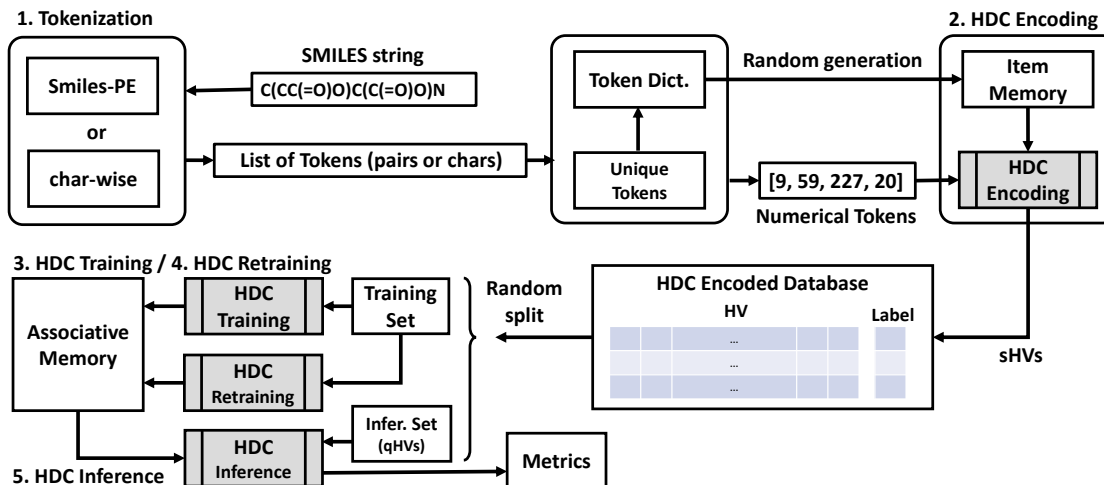 1. Tokenization
2. HDC Encoding
Smiles-PE
or
char-wise
SMILES string
C(CC(=O)O)C(C(=O)O)N
List of Tokens (pairs or chars)
Token Dict.
Unique
Tokens
Random generation
[9, 59, 227, 20]
Numerical Tokens
Item
Memory
HDC
Encoding
3. HDC Training / 4. HDC Retraining
Associative
Memory
HDC
Training
Training
Set
HDC
Retraining
Infer. Set
(qHVs)
HDC
Inference
5. HDC Inference
Metrics
Random
split
HDC Encoded Database
HV
Label
...
...
...
sHVs